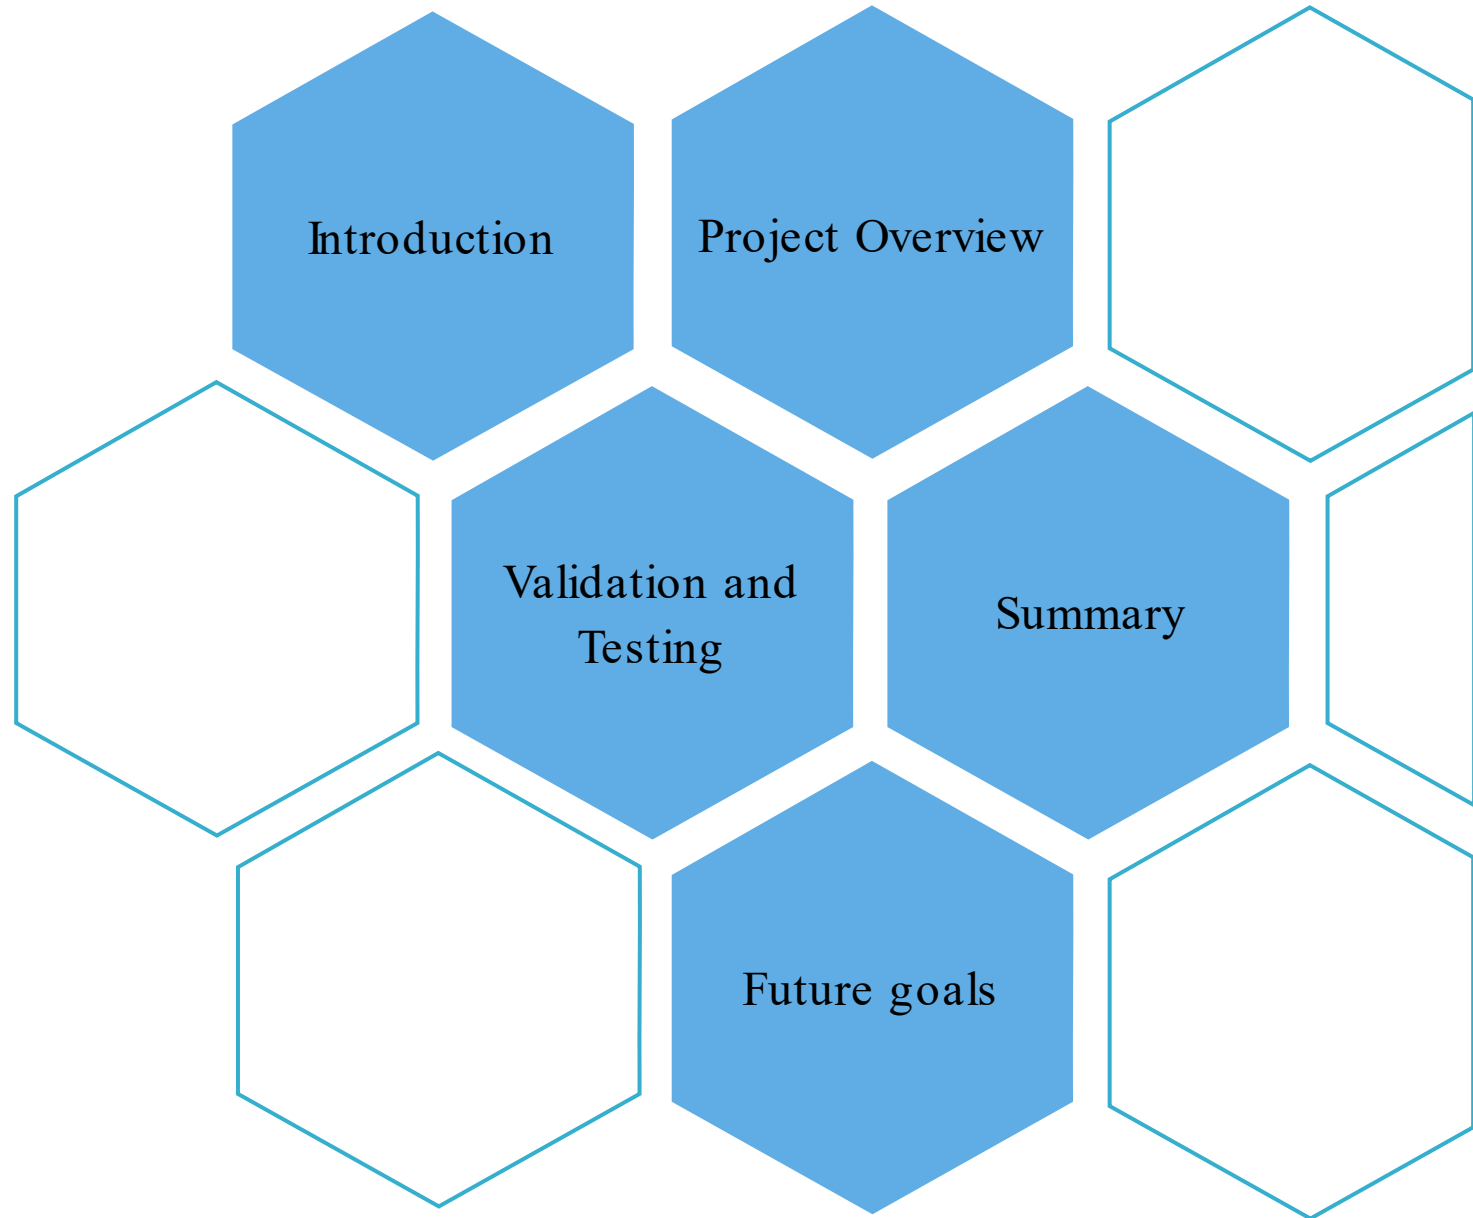 Introduction
Project Overview
Validation and
Testing
Summary
Future goals